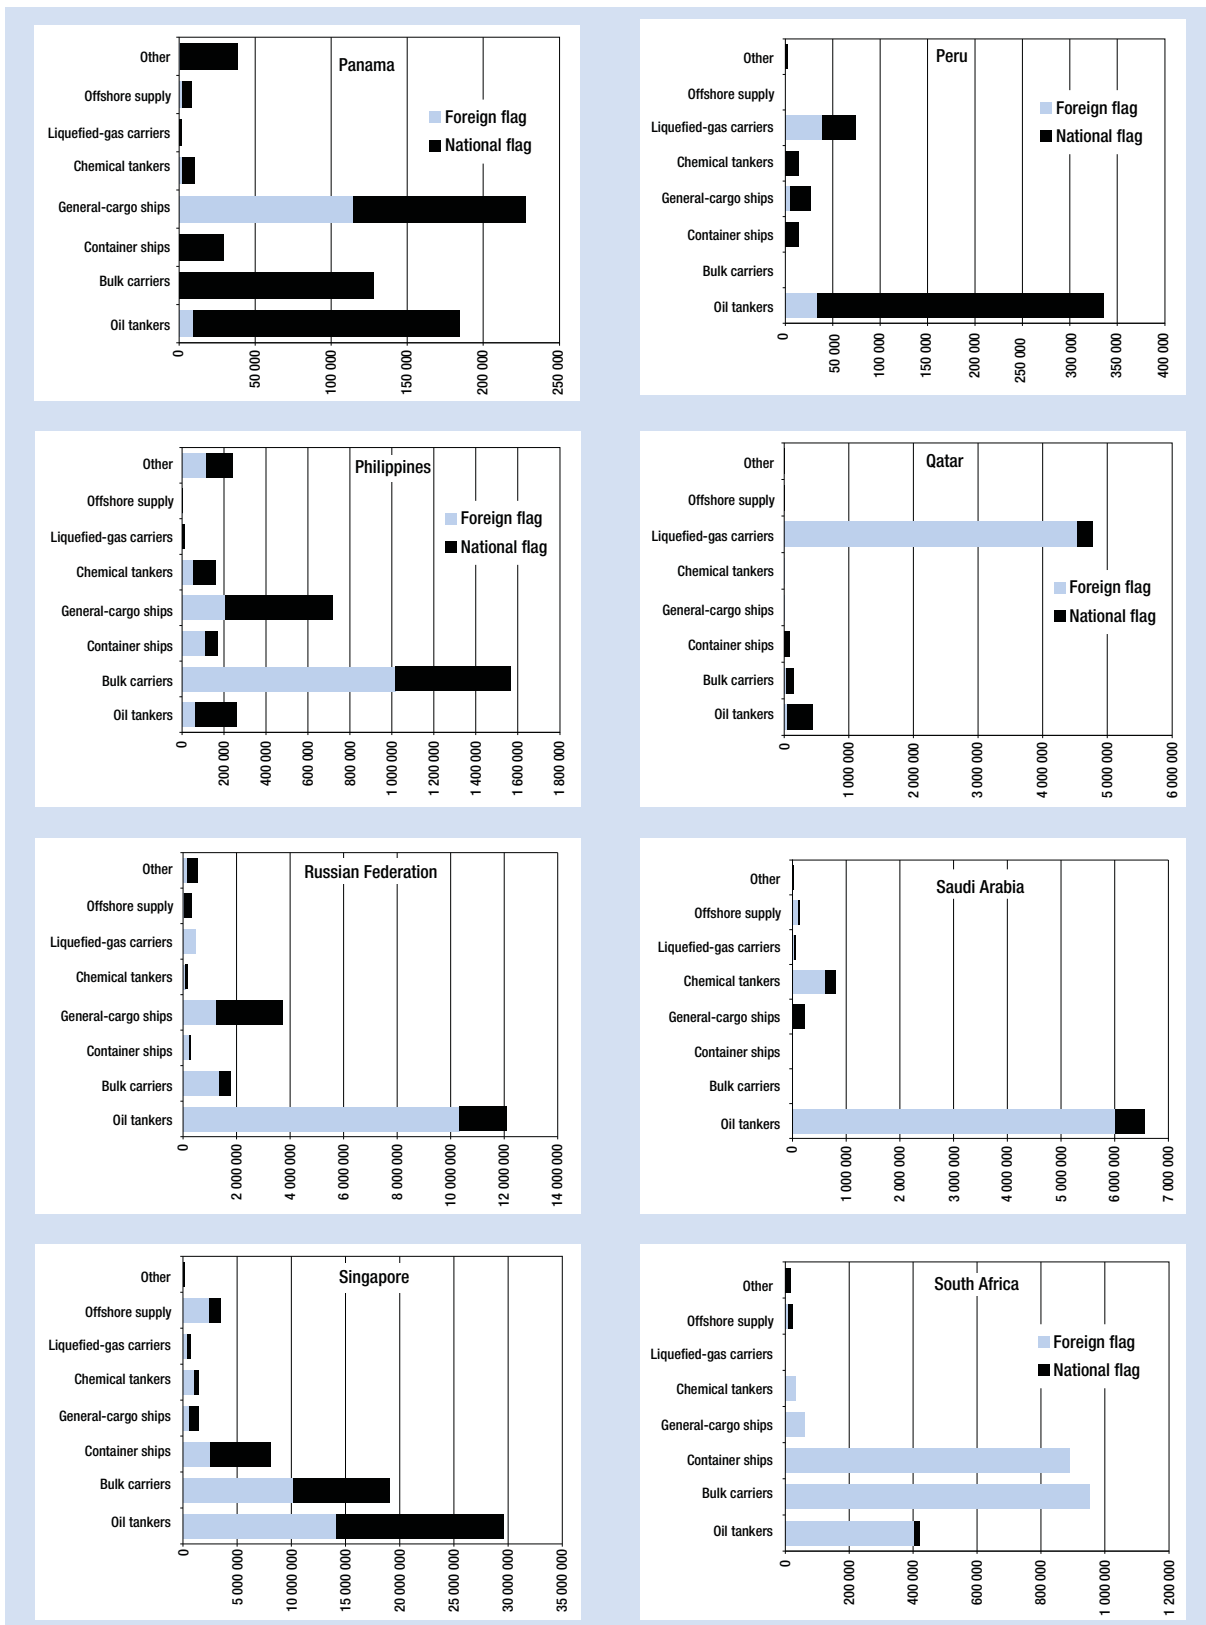 Panama
Other
Offshore supply
Liquefied-gas carriers
Chemical tankers
General-cargo ships
Container ships
Bulk carriers
Oil tankers
Foreign flag
National flag
0
50 000
100 000
150 000
200 000
250 000
Peru
Other
Offshore supply
Liquefied-gas carriers
Chemical tankers
General-cargo ships
Container ships
Bulk carriers
Oil tankers
Foreign flag
National flag
0
50 000
100 000
150 000
200 000
250 000
300 000
350 000
400 000
Philippines
Other
Offshore supply
Liquefied-gas carriers
Chemical tankers
General-cargo ships
Container ships
Bulk carriers
Oil tankers
Foreign flag
National flag
0
200 000
400 000
600 000
800 000
1 000 000
1 200 000
1 400 000
1 600 000
1 800 000
Qatar
Other
Offshore supply
Liquefied-gas carriers
Chemical tankers
General-cargo ships
Container ships
Bulk carriers
Oil tankers
Foreign flag
National flag
0
1 000 000
2 000 000
3 000 000
4 000 000
5 000 000
6 000 000
Russian Federation
Other
Offshore supply
Liquefied-gas carriers
Chemical tankers
General-cargo ships
Container ships
Bulk carriers
Oil tankers
0
2 000 000
4 000 000
6 000 000
8 000 000
10 000 000
12 000 000
14 000 000
Saudi Arabia
Other
Offshore supply
Liquefied-gas carriers
Chemical tankers
General-cargo ships
Container ships
Bulk carriers
Oil tankers
0
1 000 000
2 000 000
3 000 000
4 000 000
5 000 000
6 000 000
7 000 000
Singapore
Other
Offshore supply
Liquefied-gas carriers
Chemical tankers
General-cargo ships
Container ships
Bulk carriers
Oil tankers
0
5 000 000
10 000 000
15 000 000
20 000 000
25 000 000
30 000 000
35 000 000
South Africa
Other
Offshore supply
Liquefied-gas carriers
Chemical tankers
General-cargo ships
Container ships
Bulk carriers
Oil tankers
Foreign flag
National flag
0
200 000
400 000
600 000
800 000
1 000 000
1 200 000